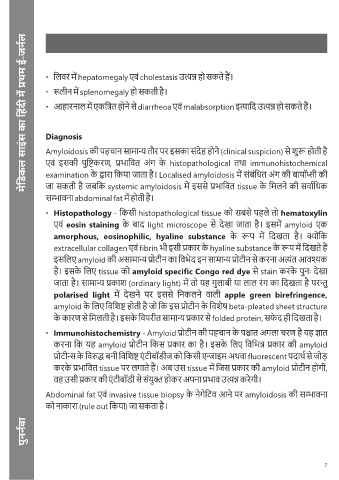 मेडिकल साइंस का हिंदी में प्रथम ई-जर्नल
• लिवर में hepatomegaly एवं cholestasis उत्पन्न हो सकते हैं।
• स्प्लीन में splenomegaly हो सकती है।
• आहारनाल में एकत्रित होने से diarrheoa एवं malabsorption इत्यादि उत्पन्न हो सकते हैं।
Diagnosis
Amyloidosis की पहचान सामान्य तौर पर इसका संदेह होने (clinical suspicion) से शुरू होती है
एवं इसकी पुष्टिकरण, प्रभावित अंग के histopathological तथा immunohistochemical
examination के द्वारा किया जाता है। Localised amyloidosis में संबंधित अंग की बायॉप्सी की
जा सकती है जबकि systemic amyloidosis में इससे प्रभावित tissue के मिलने की सर्वाधिक
सम्भावना abdominal fat में होती है।
• Histopathology - किसी histopathological tissue को सबसे पहले तो hematoxylin
एवं eosin staining के बाद light microscope से देखा जाता है। इसमें amyloid एक
amorphous, eosinophilic, hyaline substance के रूप में दिखता है। क्योंकि
extracellular collagen एवं fibrin भी इसी प्रकार के hyaline substance के रूप में दिखते हैं
इसलिए amyloid की असामान्य प्रोटीन का विभेद इन सामान्य प्रोटीन से करना अत्यंत आवश्यक
है। इसके लिए tissue को amyloid specific Congo red dye से stain करके पुनः देखा
जाता है। सामान्य प्रकाश (ordinary light) में तो यह गुलाबी या लाल रंग का दिखता है परन्तु
polarised light में देखने पर इससे निकलने वाली apple green birefringence,
amyloid के लिए विशिष्ट होती है जो कि इस प्रोटीन के विशेष beta-pleated sheet structure
के कारण से मिलती है। इसके विपरीत सामान्य प्रकार से folded protein, सफेद ही दिखता है।
• Immunohistochemistry - Amyloid प्रोटीन की पहचान के पश्चात अगला चरण है यह ज्ञात
करना कि यह amyloid प्रोटीन किस प्रकार का है। इसके लिए विभिन्न प्रकार की amyloid
प्रोटीन्स के विरुद्ध बनी विशिष्ट एंटीबॉडीज को किसी एन्जाइम अथवा fluorescent पदार्थ से जोड़
करके प्रभावित tissue पर लगाते हैं। अब उस tissue में जिस प्रकार की amyloid प्रोटीन होगी,
वह उसी प्रकार की एंटीबॉडी से संयुक्त होकर अपना प्रभाव उत्पन्न करेगी।
Abdominal fat एवं invasive tissue biopsy के नेगेटिव आने पर amyloidosis की सम्भावना
को नाकारा (rule out किया) जा सकता है।
पुनर्नवा
7